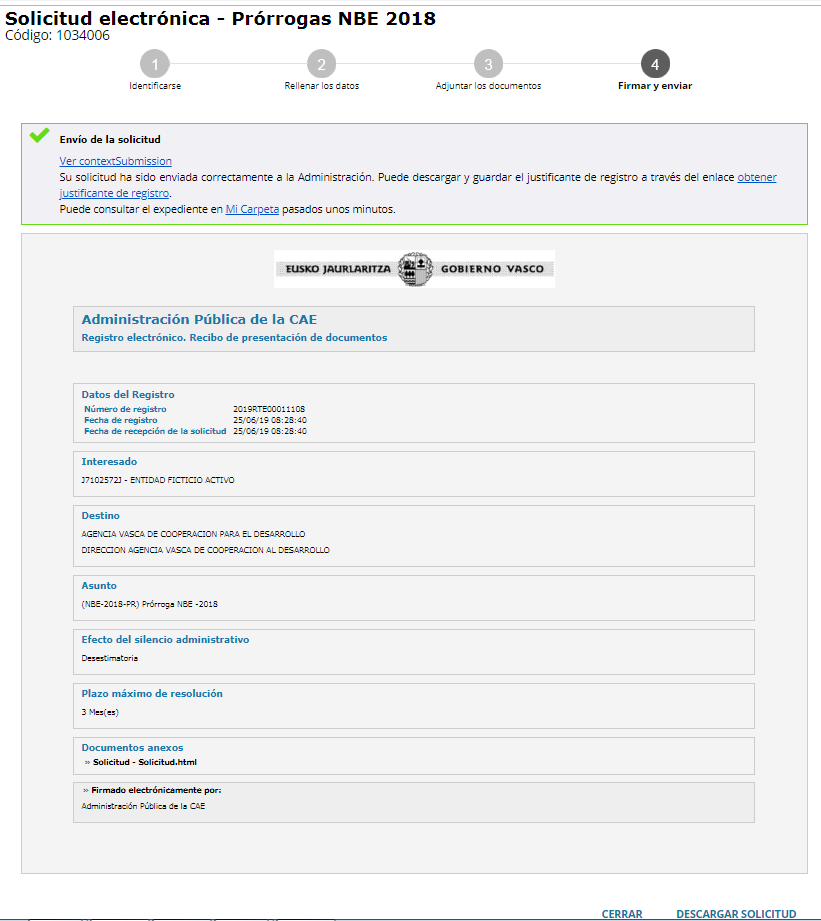 Solicitud electrónica - Prórrogas NBE 2018
Código: 1034006
1
2
3
4
Identificarse
Rellenar los datos
Adjuntar los documentos
Firmar y enviar
Envío de la solicitud
Ver contextSubmission
Su solicitud ha sido enviada correctamente a la Administración. Puede descargar y guardar el justificante de registro a través del enlace obtener
justificante de registro.
Puede consultar el expediente en Mi Carpeta pasados unos minutos.
EUSKO JAURLARITZA GOBIERNO VASCO
Administración Pública de la CAE
Registro electrónico. Recibo de presentación de documentos
Datos del Registro
Número de registro 2019RTE00011108
Fecha de registro 25/06/19 08:28:40
Fecha de recepción de la solicitud 25/06/19 08:28:40
Interesado
J7102572J - ENTIDAD FICTICIO ACTIVO
Destino
AGENCIA VASCA DE COOPERACION PARA EL DESARROLLO
DIRECCION AGENCIA VASCA DE COOPERACION AL DESARROLLO
Asunto
(NBE-2018-PR) Prórroga NBE -2018
Efecto del silencio administrativo
Desestimatoria
Plazo máximo de resolución
3 Mes(es)
Documentos anexos
» Solicitud - Solicitud.html
» Firmado electrónicamente por:
Administración Pública de la CAE
CERRAR DESCARGAR SOLICITUD